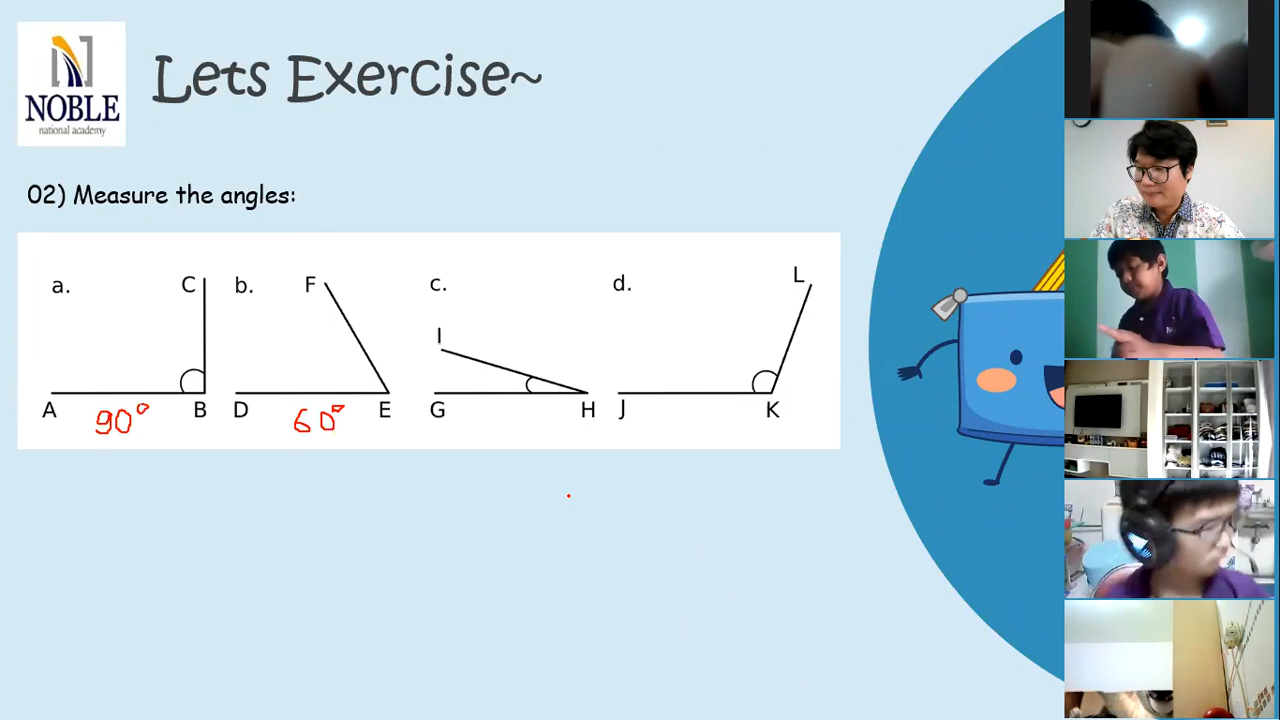 NOBLE
national academy
Lets Exercise~
02) Measure the angles:
a. C b. F c. d. L
I
A B D E G H J K
90° 60°